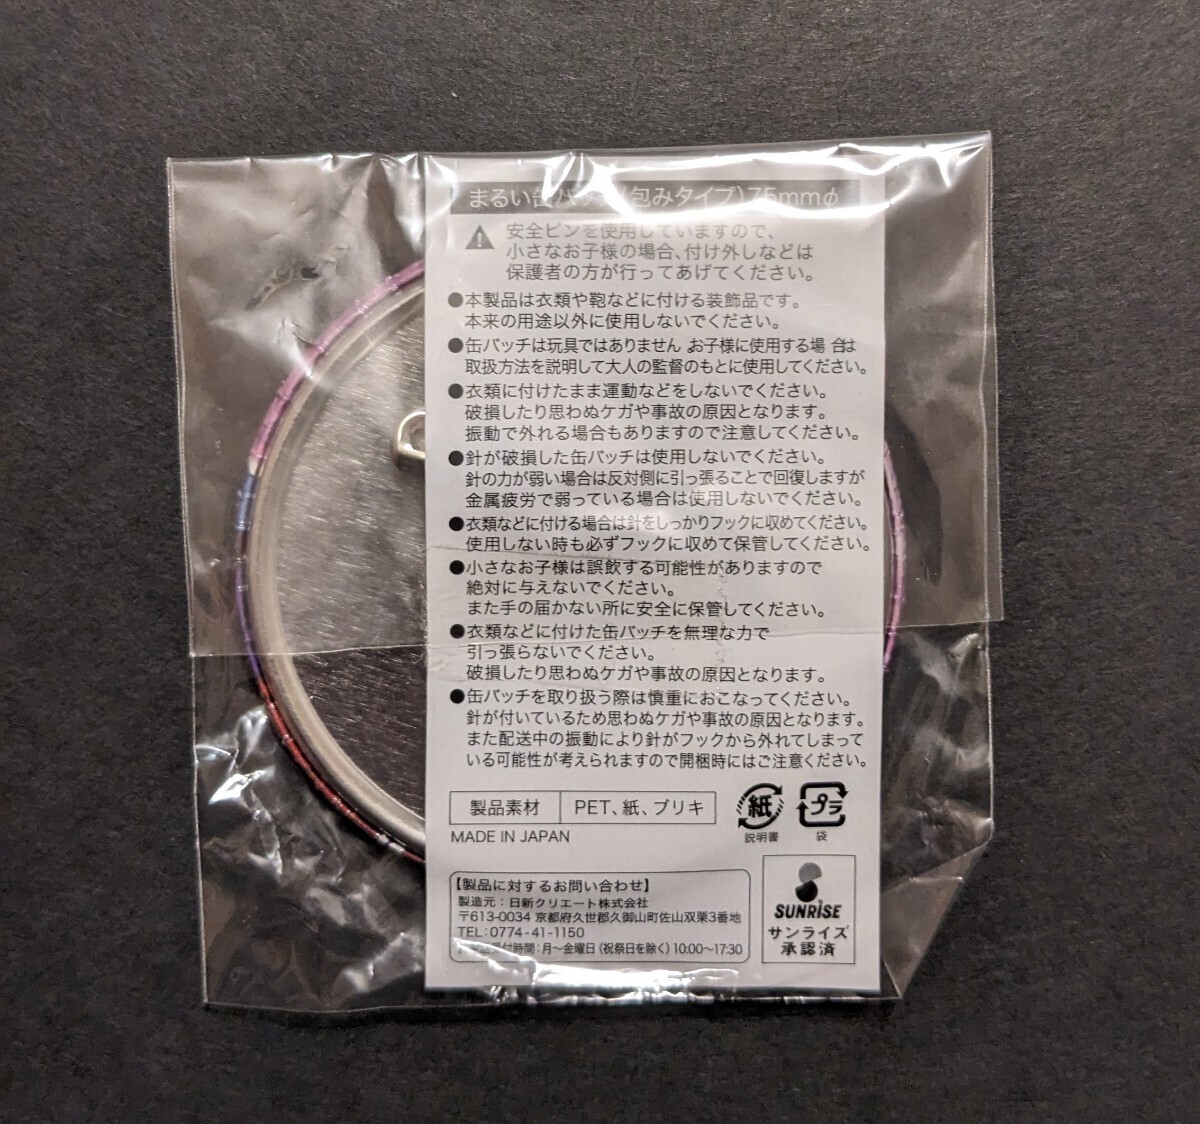 まるい缶バッチ(包みタイプ)75mmφ
安全ピンを使用していますので、
小さなお子様の場合、付け外しなどは
保護者の方が行ってあげてください。
●本製品は衣類や鞄などに付ける装飾品です。
本来の用途以外に使用しないでください。
●缶バッチは玩具ではありません お子様に使用する場合は
取扱方法を説明して大人の監督のもとに使用してください。
●衣類に付けたまま運動などをしないでください。
破損したり思わぬケガや事故の原因となります。
振動で外れる場合もありますので注意してください。
●針が破損した缶バッチは使用しないでください。
針の力が弱い場合は反対側に引っ張ることで回復しますが
金属疲労で弱っている場合は使用しないでください。
●衣類などに付ける場合は針をしっかりフックに収めてください。
使用しない時も必ずフックに収めて保管してください。
●小さなお子様は誤飲する可能性がありますので
絶対に与えないでください。
また手の届かない所に安全に保管してください。
●衣類などに付けた缶バッチを無理な力で
引っ張らないでください。
破損したり思わぬケガや事故の原因となります。
●缶バッチを取り扱う際は慎重におこなってください。
針が付いているため思わぬケガや事故の原因となります。
また配送中の振動により針がフックから外れてしまって
いる可能性が考えられますので開梱時にはご注意ください。
製品素材 PET、紙、ブリキ
紙 プラ
説明書 袋
MADE IN JAPAN
【製品に対するお問い合わせ】
製造元：日新クリエート株式会社
〒613-0034 京都府久世郡久御山町佐山双栗3番地
TEL：0774-41-1150
受付時間：月〜金曜日（祝祭日を除く）10:00〜17:30
SUNRISE
サンライズ
承認済